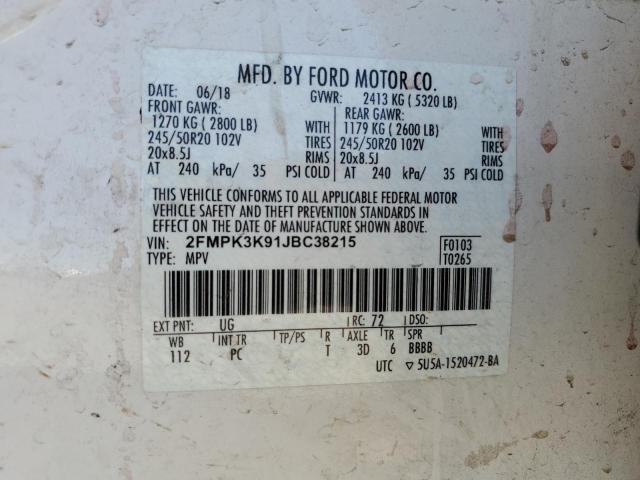 MFD. BY FORD MOTOR CO.
DATE: 06/18 GVWR: 2413 KG ( 5320 LB)
FRONT GAWR: REAR GAWR:
1270 KG ( 2800 LB) WITH 1179 KG ( 2600 LB) WITH
245/50R20 102V TIRES 245/50R20 102V TIRES
20x8.5J RIMS 20x8.5J RIMS
AT 240 kPa/ 35 PSI COLD AT 240 kPa/ 35 PSI COLD
THIS VEHICLE CONFORMS TO ALL APPLICABLE FEDERAL MOTOR
VEHICLE SAFETY AND THEFT PREVENTION STANDARDS IN
EFFECT ON THE DATE OF MANUFACTURE SHOWN ABOVE.
VIN: 2FMPK3K91JBC38215 F0103
TYPE: MPV T0265
EXT PNT: UG RC: 72 DSO:
WB INT TR TP/PS R AXLE TR SPR
112 PC T 3D 6 BBBB
UTC ▽ 5U5A-1520472-BA